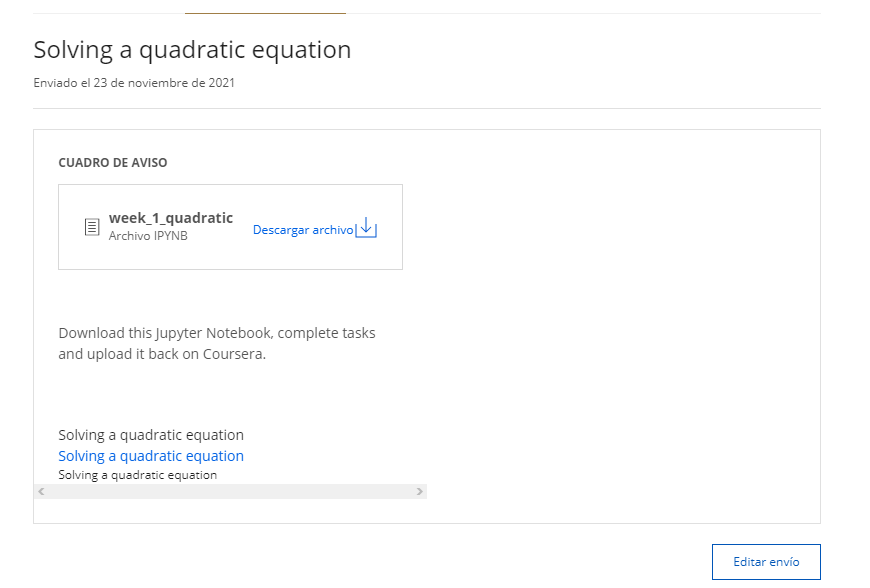 Solving a quadratic equation
Enviado el 23 de noviembre de 2021
CUADRO DE AVISO
week_1_quadratic
Archivo IPYNB
Descargar archivo
Download this Jupyter Notebook, complete tasks
and upload it back on Coursera.
Solving a quadratic equation
Solving a quadratic equation
Solving a quadratic equation
Editar envío